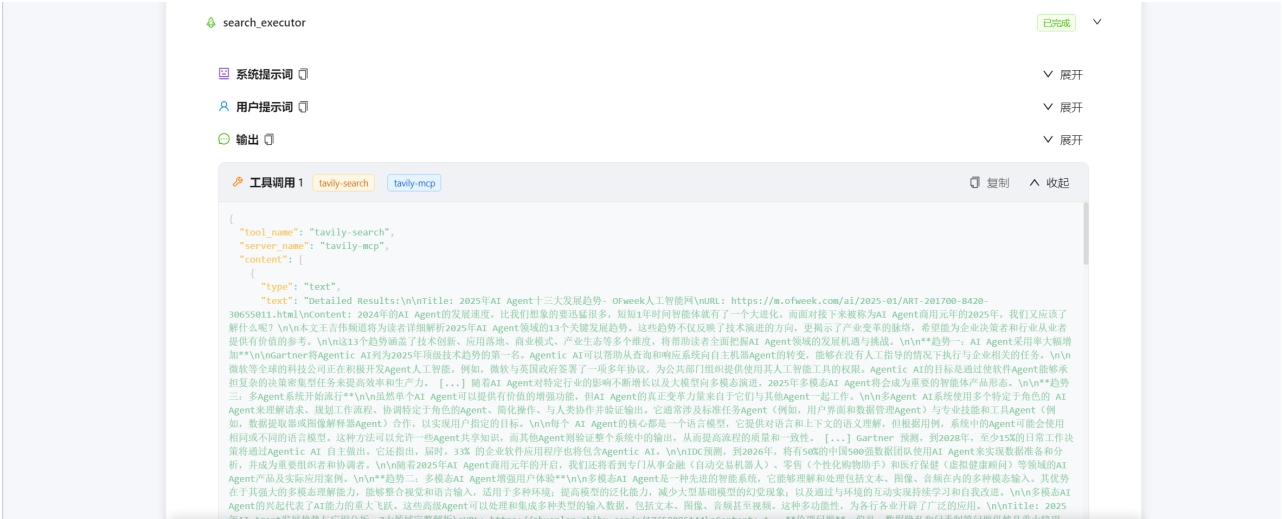 search_executor 已完成
系统提示词 展开
用户提示词 展开
输出 展开
工具调用 1 tavily-search tavily-mcp 复制 收起
{
"tool_name": "tavily-search",
"server_name": "tavily-mcp",
"content": [
{
"type": "text",
"text": "Detailed Results:\n\nTitle: 2025年AI Agent十三大发展趋势- OFweek人工智能网\nURL: https://m.ofweek.com/ai/2025-01/ART-201700-8420-
30655011.html\nContent: 2024年的AI Agent的发展速度，比我们想象的要迅猛很多，短短1年时间智能体就有了一个大进化。而面对接下来被称为AI Agent商用元年的2025年，我们又应该了
解什么呢？\n\n本文王吉伟频道将为读者详细解析2025年AI Agent领域的13个关键发展趋势。这些趋势不仅反映了技术演进的方向，更揭示了产业变革的脉络，希望能为企业决策者和行业从业者
提供有价值的参考。\n\n这13个趋势涵盖了技术创新、应用落地、商业模式、产业生态等多个维度，将帮助读者全面把握AI Agent领域的发展机遇与挑战。\n\n**趋势一：AI Agent采用率大幅增
加**\n\nGartner将Agentic AI列为2025年顶级技术趋势的第一名。Agentic AI可以帮助从查询和响应系统向自主机器Agent的转变，能够在没有人工指导的情况下执行与企业相关的任务。\n\n
微软等全球的科技公司正在积极开发Agent人工智能。例如，微软与英国政府签署了一项多年协议，为公共部门组织提供使用其人工智能工具的权限。Agentic AI的目标是通过使软件Agent能够承
担复杂的决策密集型任务来提高效率和生产力。 [...] 随着AI Agent对特定行业的影响不断增长以及大模型向多模态演进，2025年多模态AI Agent将会成为重要的智能体产品形态。\n\n**趋势
三：多Agent系统开始流行**\n\n虽然单个AI Agent可以提供有价值的增强功能，但AI Agent的真正变革力量来自于它们与其他Agent一起工作。\n\n多Agent AI系统使用多个特定于角色的 AI
Agent来理解请求、规划工作流程、协调特定于角色的Agent、简化操作、与人类协作并验证输出。它通常涉及标准任务Agent（例如，用户界面和数据管理Agent）与专业技能和工具Agent（例
如，数据提取器或图像解释器Agent）合作，以实现用户指定的目标。\n\n每个 AI Agent的核心都是一个语言模型，它提供对语言和上下文的语义理解，但根据用例，系统中的Agent可能会使用
相同或不同的语言模型。这种方法可以允许一些Agent共享知识，而其他Agent则验证整个系统中的输出，从而提高流程的质量和一致性。 [...] Gartner 预测，到2028年，至少15%的日常工作决
策将通过Agentic AI 自主做出。它还指出，届时，33% 的企业应用程序也将包含Agentic AI。\n\nIDC预测，到2026年，将有50%的中国500强数据团队使用AI Agent来实现数据准备和分
析，并成为重要组织者和协调者。\n\n随着2025年AI Agent商用元年的开启，我们还将看到专门从事金融（自动交易机器人）、零售（个性化购物助手）和医疗保健（虚拟健康顾问）等领域的AI
Agent产品及实际应用案例。\n\n**趋势二：多模态AI Agent增强用户体验**\n\n多模态AI Agent是一种先进的智能系统，它能够理解和处理包括文本、图像、音频在内的多种模态输入。其优势
在于其强大的多模态理解能力，能够整合视觉和语言输入，适用于多种环境；提高模型的泛化能力，减少大型基础模型的幻觉现象；以及通过与环境的互动实现持续学习和自我改进。\n\n多模态AI
Agent的兴起代表了AI能力的重大飞跃。这些高级Agent可以处理和集成多种类型的输入数据，包括文本、图像、音频甚至视频。这种多功能性，为各行各业开辟了广泛的应用。\n\nTitle: 2025